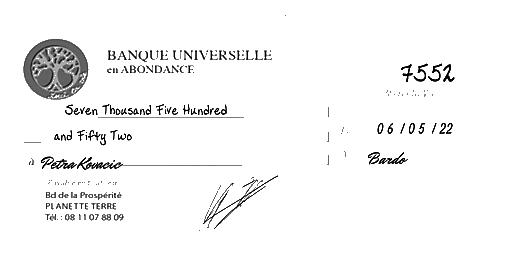 BANQUE UNIVERSELLE
en ABONDANCE
7552
Seven Thousand Five Hundred
and Fifty Two
06/05/22
à Petra Kovacic
Bardo
Bd de la Prospérité
PLANETTE TERRE
Tél. : 08 11 07 88 09